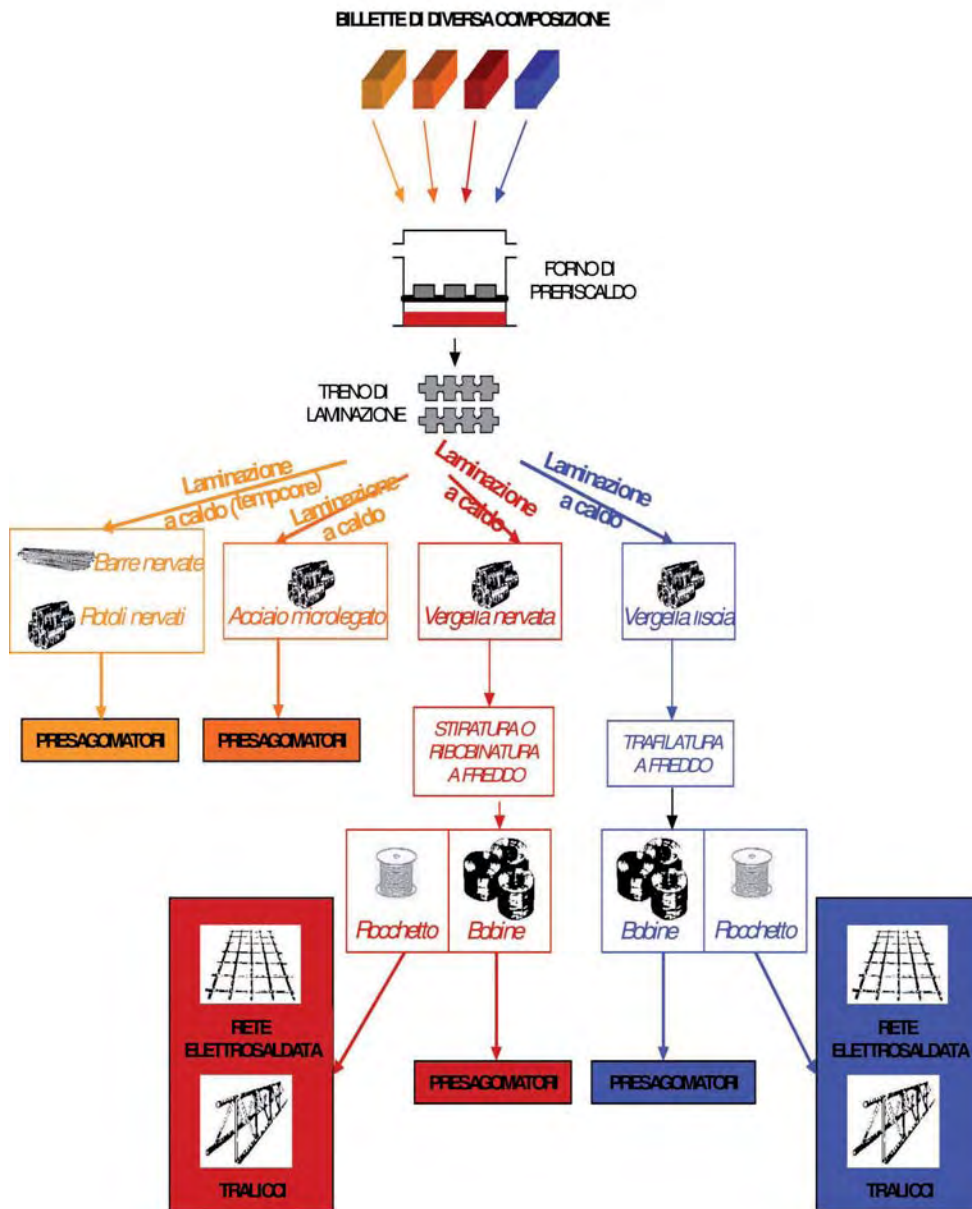 BILLETTE DI DIVERSA COMPOSIZIONE
FORNO DI
PRERISCALDO
TRENO DI
LAMINAZIONE
Laminazione
a caldo (tempcore)
Laminazione
a caldo
Laminazione
a caldo
Laminazione
a caldo
Barre nervate
Rotoli nervati
Acciaio microlegato
Vergella nervata
Vergella liscia
PRESAGOMATORI
PRESAGOMATORI
STIRATURA O
RIBOBINATURA
A FREDDO
TRAFILATURA
A FREDDO
Rocchetto
Bobine
Bobine
Rocchetto
RETE
ELETTROSALDATA
TRALICCI
PRESAGOMATORI
PRESAGOMATORI
RETE
ELETTROSALDATA
TRALICCI